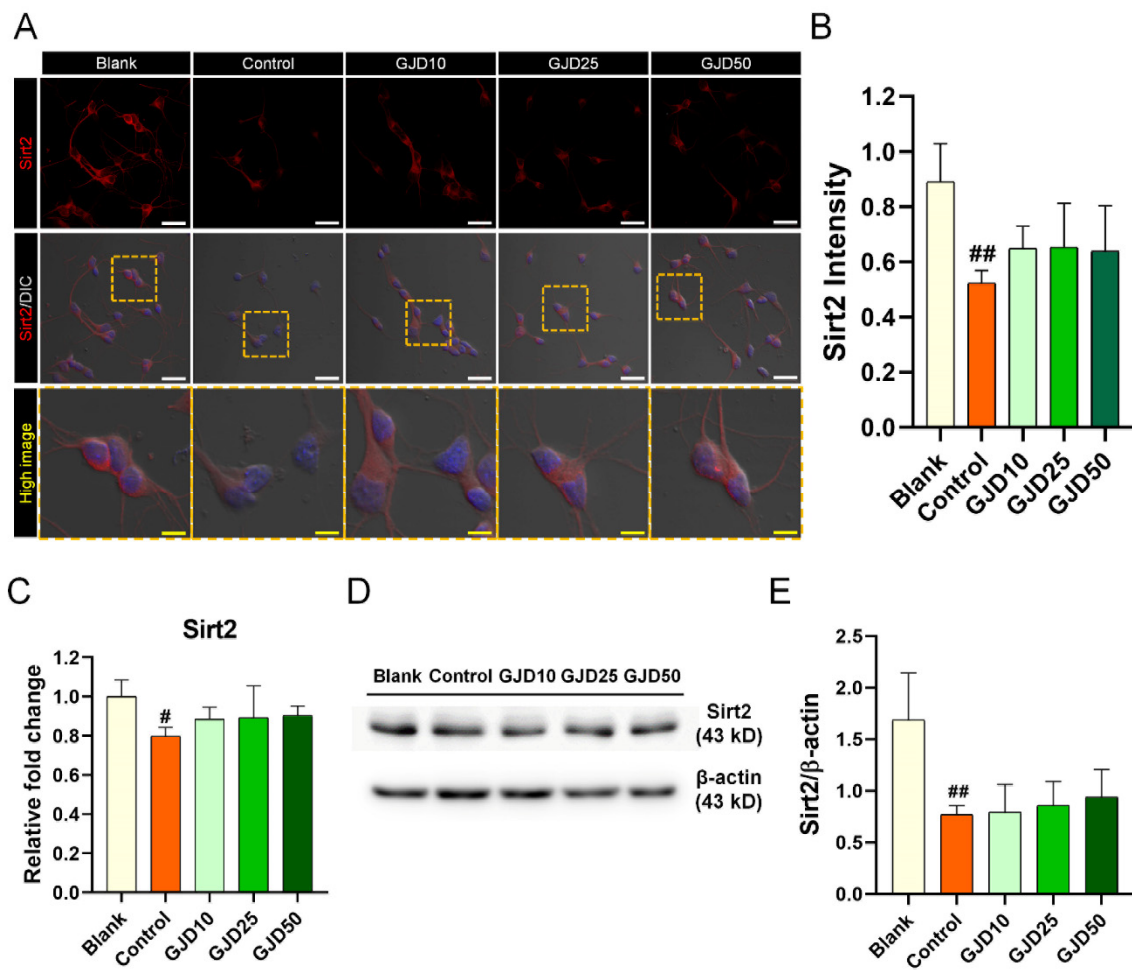 A
Blank Control GJD10 GJD25 GJD50
Sirt2
Sirt2/DIC
High image
B
Sirt2 Intensity
1.2
1.0
0.8
0.6
0.4
0.2
0.0
##
Blank
Control
GJD10
GJD25
GJD50
C
Sirt2
Relative fold change
1.2
1.0
0.8
0.6
0.4
0.2
0.0
#
Blank
Control
GJD10
GJD25
GJD50
D
Blank Control GJD10 GJD25 GJD50
Sirt2
(43 kD)
β-actin
(43 kD)
E
Sirt2/β-actin
2.5
2.0
1.5
1.0
0.5
0.0
##
Blank
Control
GJD10
GJD25
GJD50